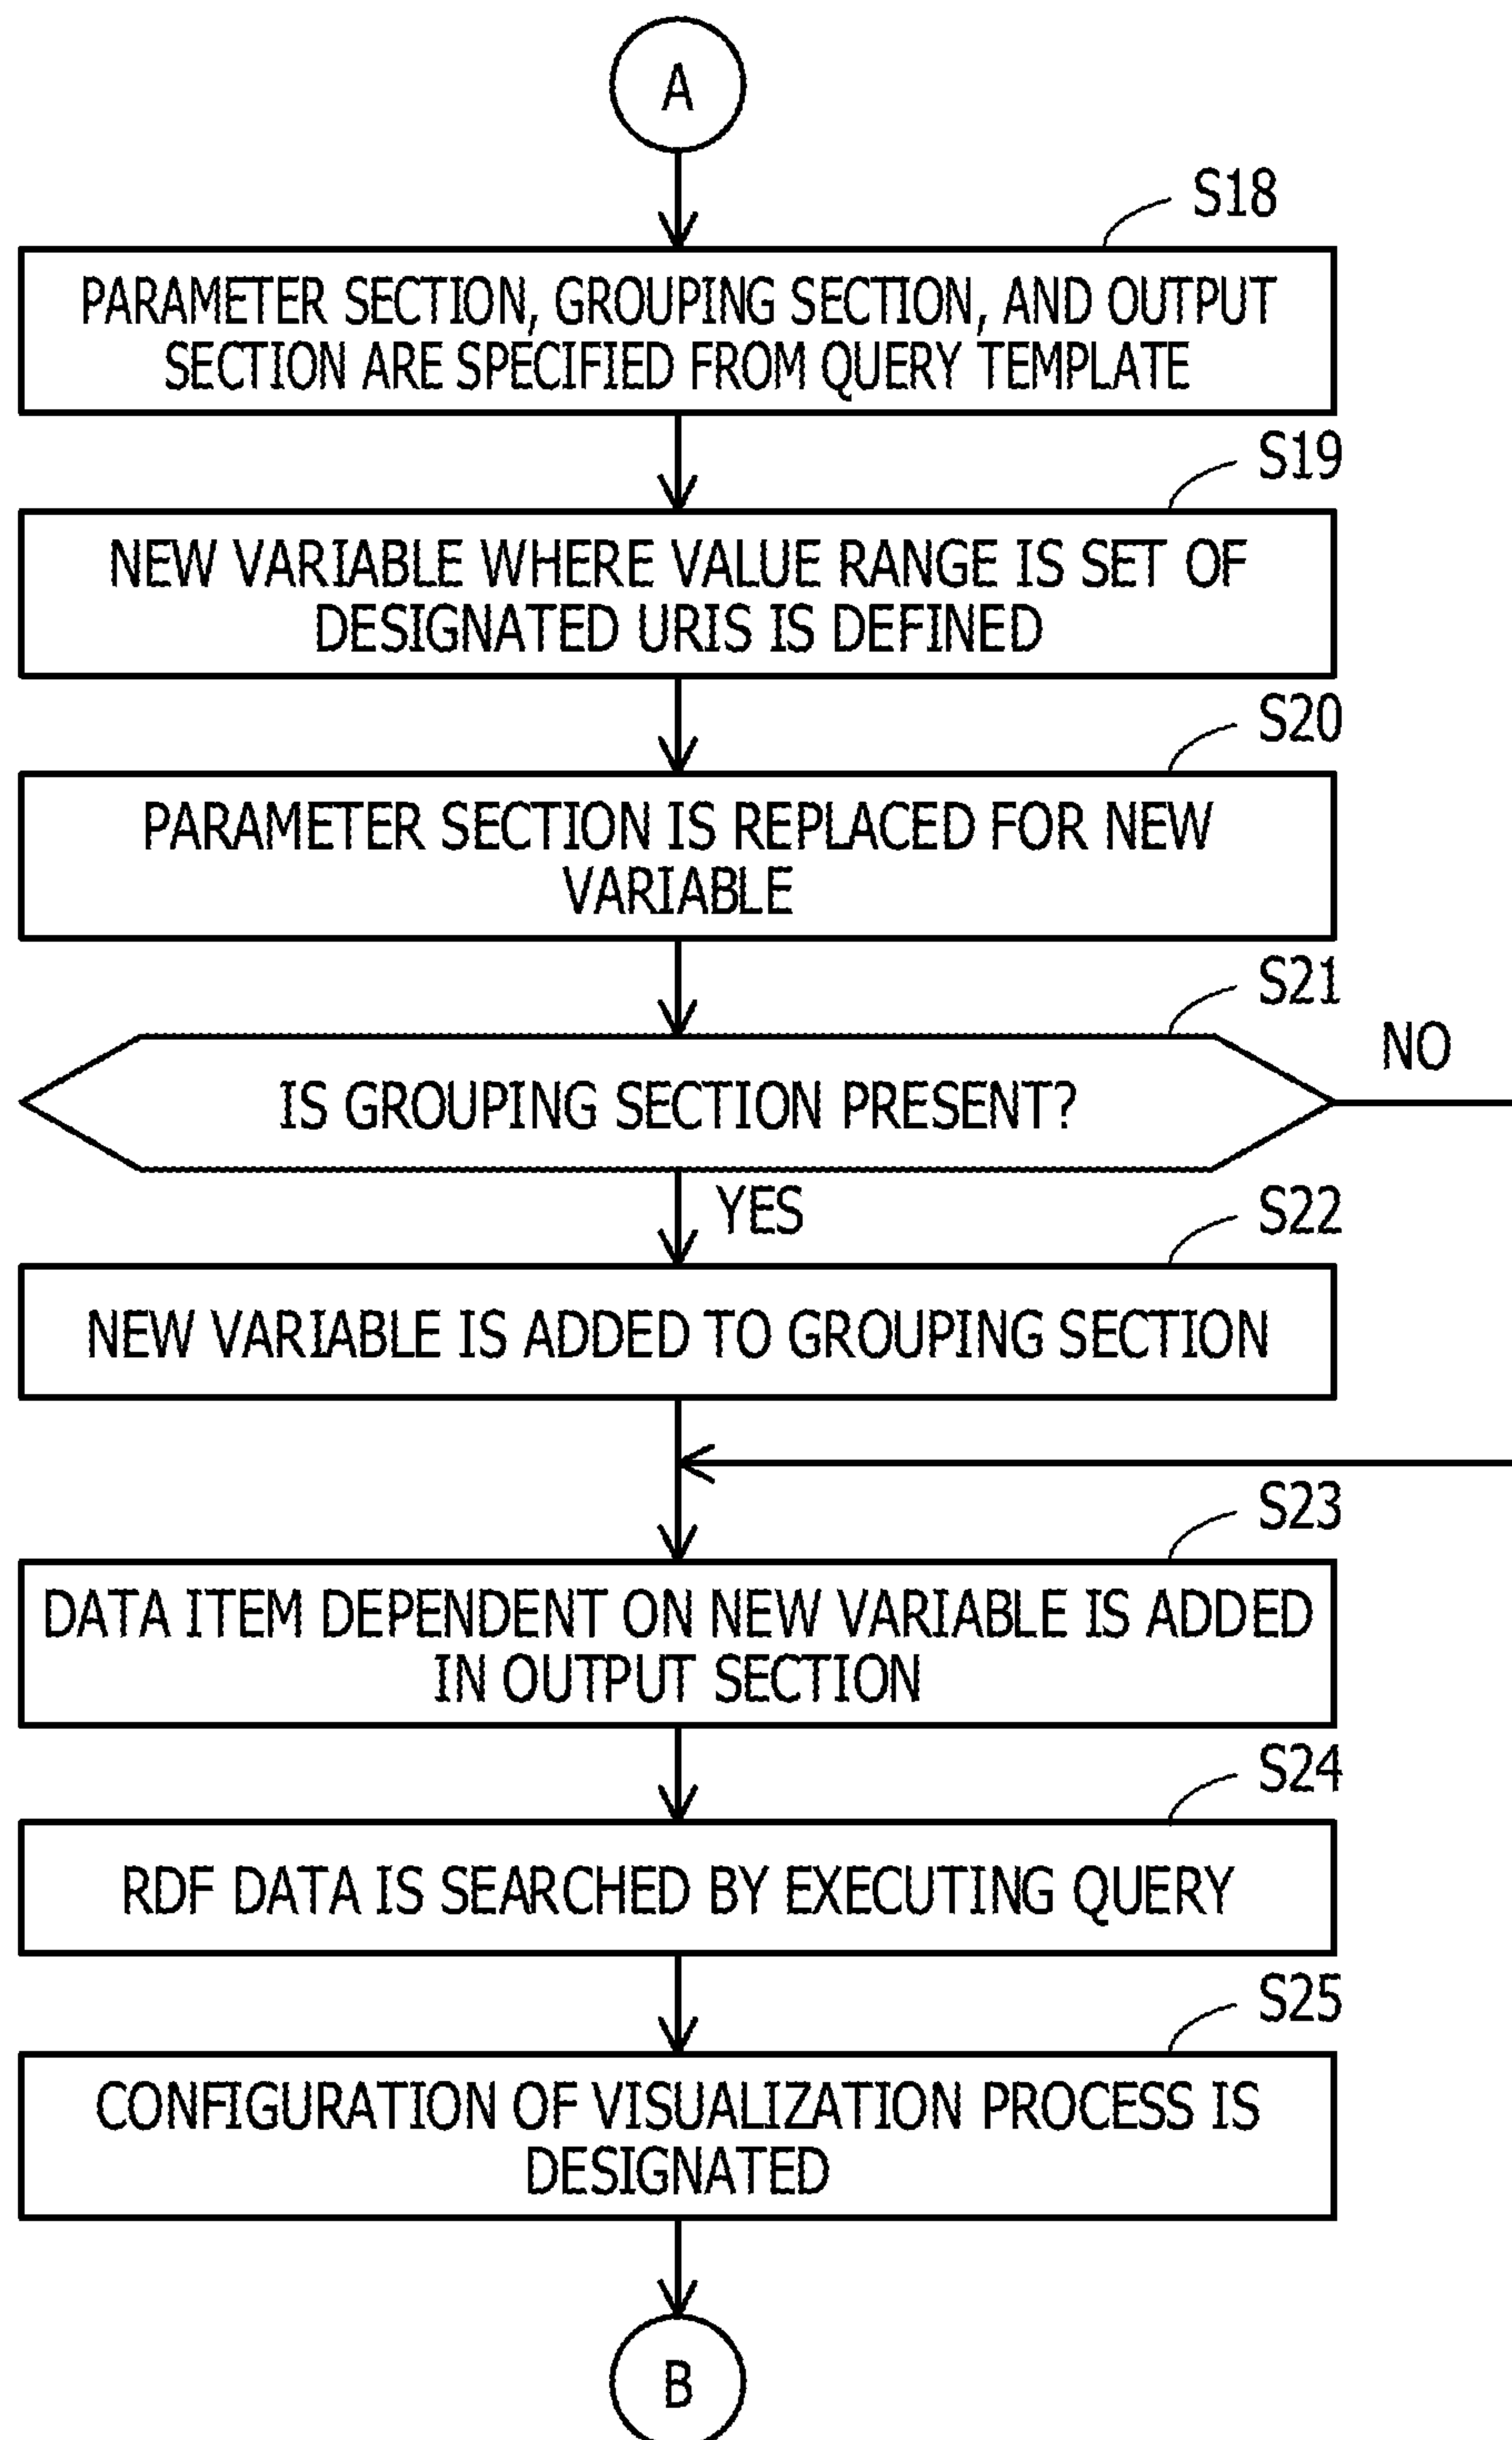 A
S18
PARAMETER SECTION, GROUPING SECTION, AND OUTPUT
SECTION ARE SPECIFIED FROM QUERY TEMPLATE
S19
NEW VARIABLE WHERE VALUE RANGE IS SET OF
DESIGNATED URIS IS DEFINED
S20
PARAMETER SECTION IS REPLACED FOR NEW
VARIABLE
S21
IS GROUPING SECTION PRESENT?
NO
YES
S22
NEW VARIABLE IS ADDED TO GROUPING SECTION
S23
DATA ITEM DEPENDENT ON NEW VARIABLE IS ADDED
IN OUTPUT SECTION
S24
RDF DATA IS SEARCHED BY EXECUTING QUERY
S25
CONFIGURATION OF VISUALIZATION PROCESS IS
DESIGNATED
B